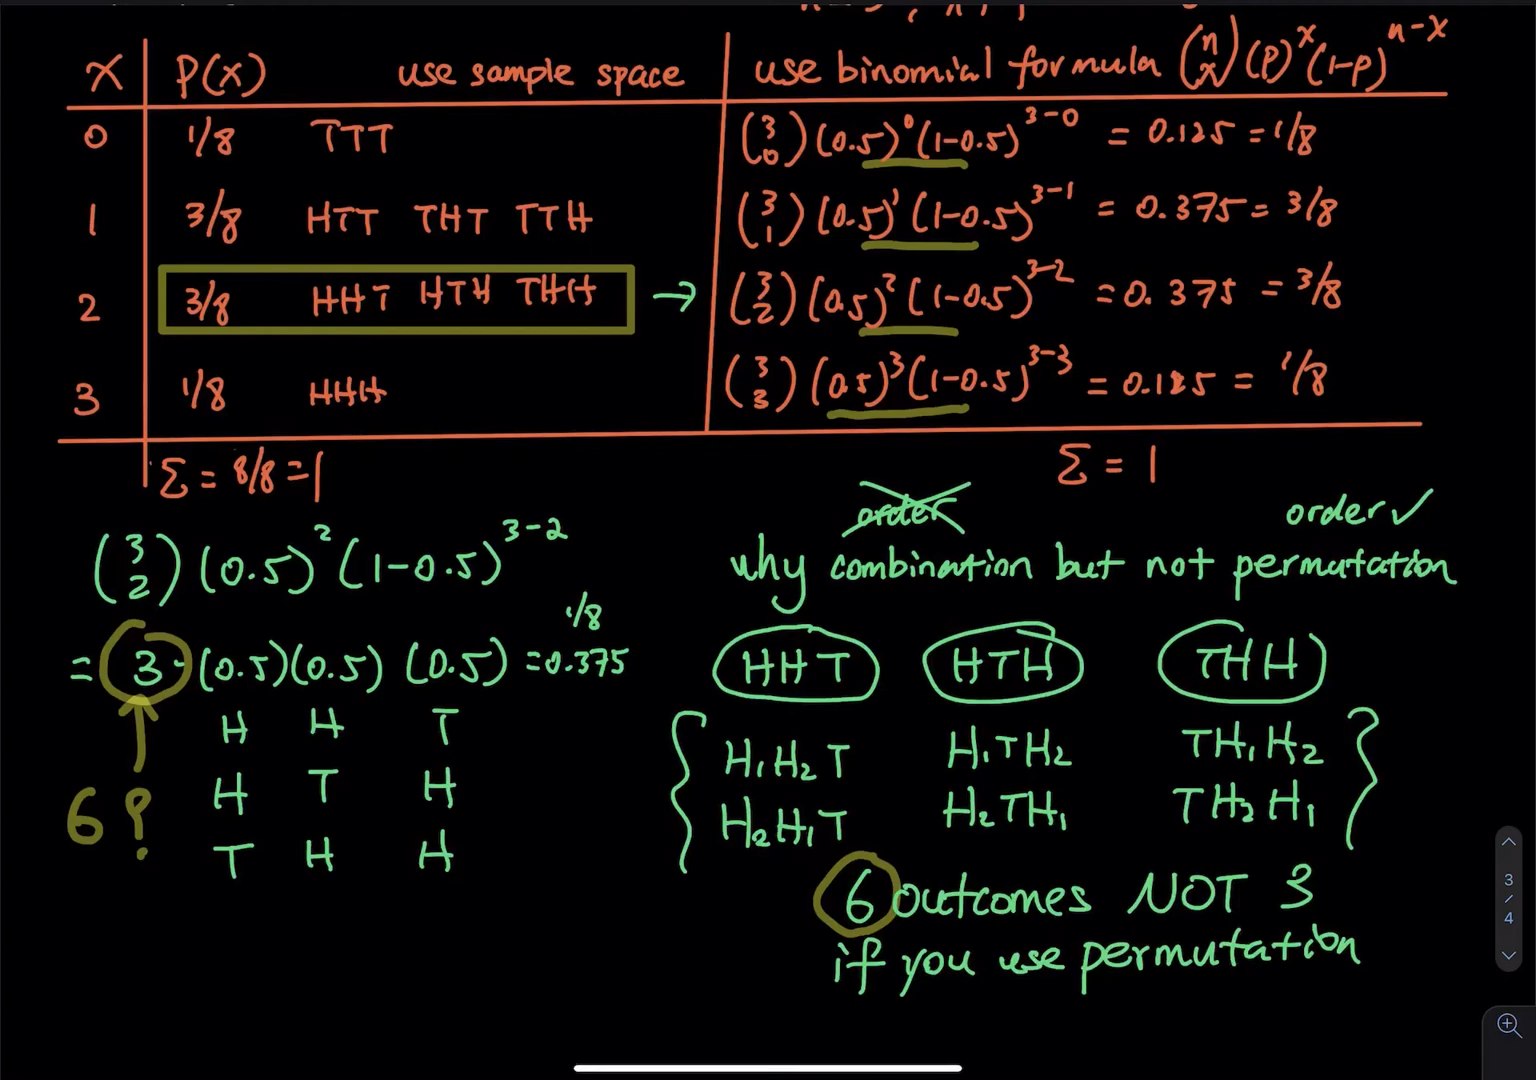 x P(x) use sample space use binomial formula (n x) (p)^x (1-p)^n-x
0 1/8 TTT (3 0) (0.5)^0 (1-0.5)^3-0 = 0.125 = 1/8
1 3/8 HTT THT TTH (3 1) (0.5)^1 (1-0.5)^3-1 = 0.375 = 3/8
2 3/8 HHT HTH THH → (3 2) (0.5)^2 (1-0.5)^3-2 = 0.375 = 3/8
3 1/8 HHH (3 3) (0.5)^3 (1-0.5)^3-3 = 0.125 = 1/8
Σ = 8/8 = 1 Σ = 1
(3 2) (0.5)^2 (1-0.5)^3-2
= 3 · (0.5)(0.5) (0.5) = 0.375
1/8
H H T
H T H
T H H
6 ?
order order ✓
why combination but not permutation
HHT HTH THH
H₁H₂T H₁TH₂ TH₁H₂
H₂H₁T H₂TH₁ TH₂H₁
6 outcomes NOT 3
if you use permutation
3
/
4